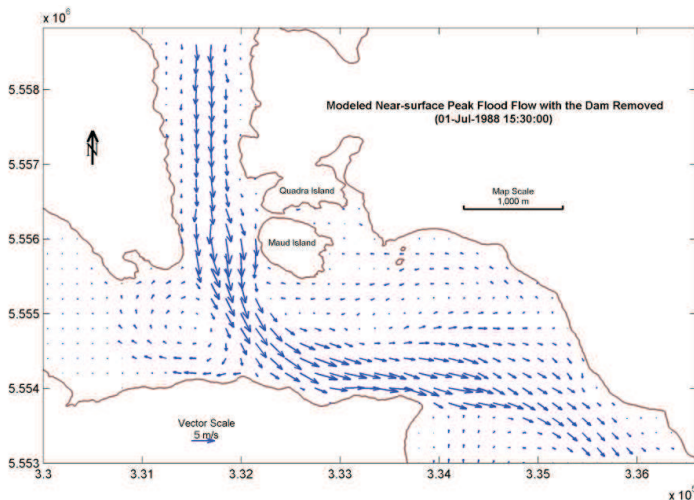 x 10⁶
5.558
Modeled Near-surface Peak Flood Flow with the Dam Removed
(01-Jul-1988 15:30:00)
N
5.557
Quadra Island
Map Scale
1,000 m
5.556
Maud Island
5.555
5.554
Vector Scale
5 m/s
5.553
3.3
3.31
3.32
3.33
3.34
3.35
3.36